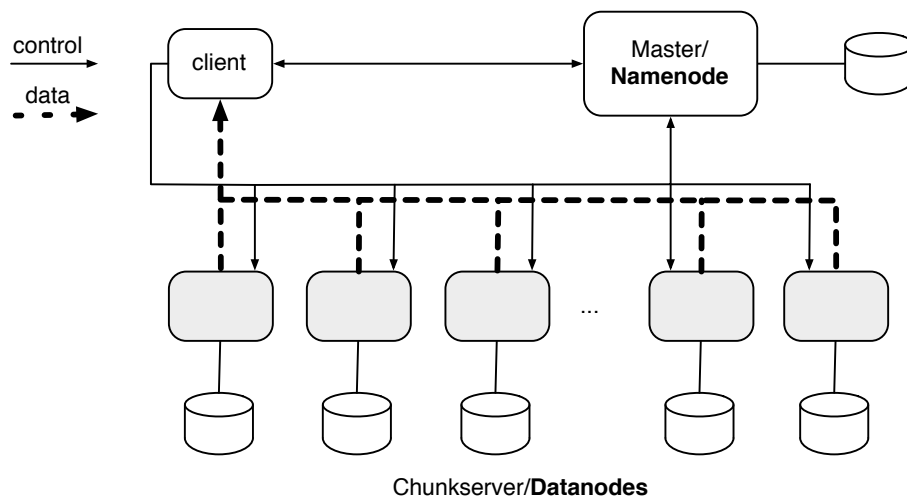 control
data
client
Master/
Namenode
...
Chunkserver/Datanodes